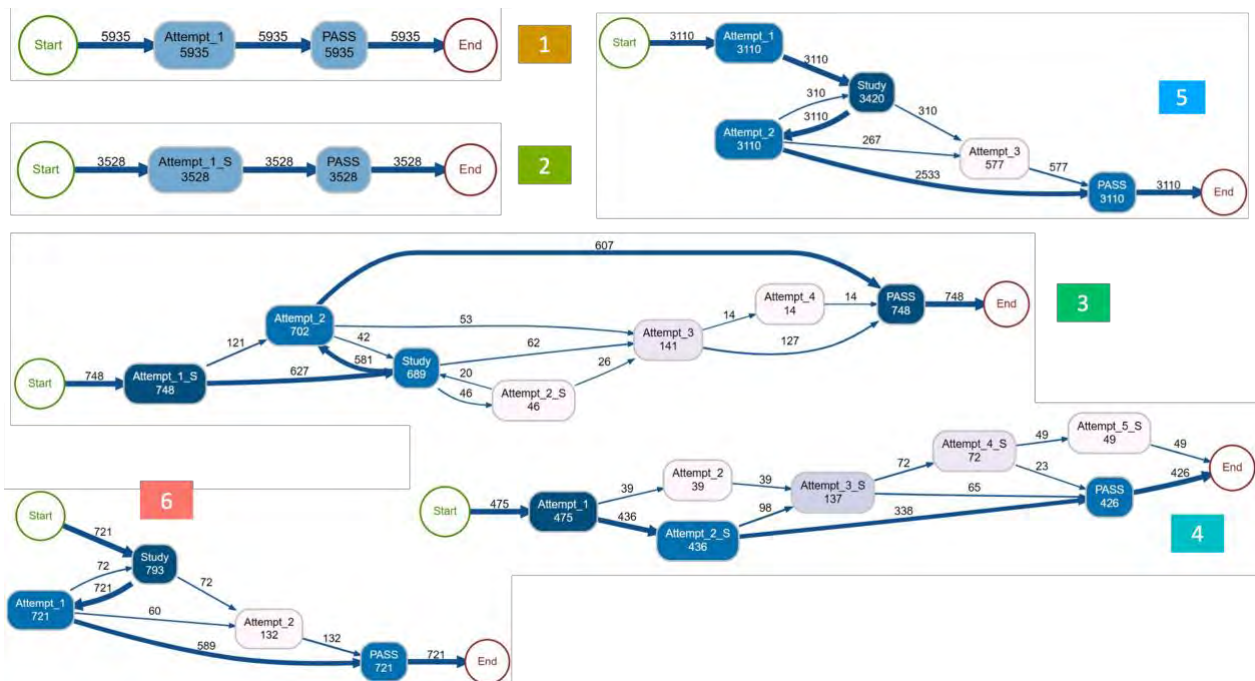 Start
5935
Attempt_1
5935
5935
PASS
5935
5935
End
1
Start
3528
Attempt_1_S
3528
3528
PASS
3528
3528
End
2
Start
3110
Attempt_1
3110
3110
Study
3420
310
3110
310
Attempt_2
3110
267
Attempt_3
577
577
2533
PASS
3110
3110
End
5
Start
748
Attempt_1_S
748
121
627
Attempt_2
702
607
53
42
581
Study
689
62
20
46
Attempt_2_S
46
26
Attempt_3
141
14
Attempt_4
14
14
127
PASS
748
748
End
3
Start
475
Attempt_1
475
39
436
Attempt_2
39
39
Attempt_2_S
436
98
338
Attempt_3_S
137
72
65
Attempt_4_S
72
49
23
Attempt_5_S
49
49
PASS
426
426
End
4
6
Start
721
Study
793
72
721
72
Attempt_1
721
60
Attempt_2
132
132
589
PASS
721
721
End